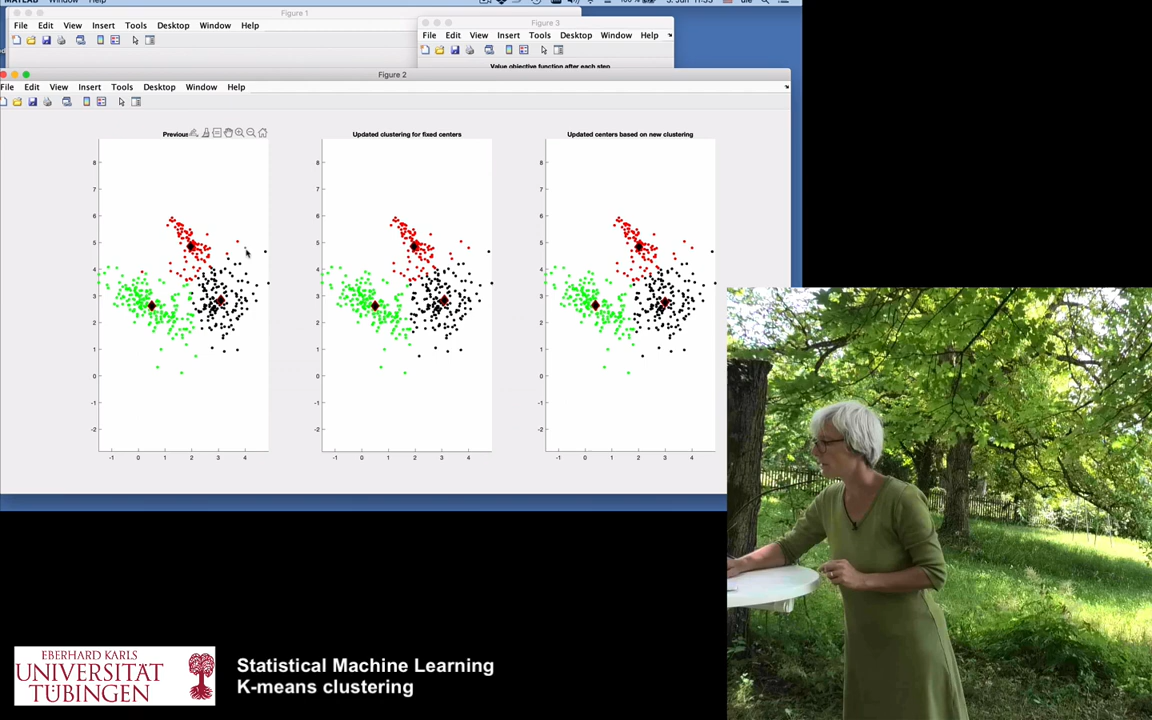 MATLAB Window Help
Figure 1
File Edit View Insert Tools Desktop Window Help
Figure 3
File Edit View Insert Tools Desktop Window Help
Value objective function after each step
Figure 2
File Edit View Insert Tools Desktop Window Help
Previous
Updated clustering for fixed centers
Updated centers based on new clustering
8 8 8
7 7 7
6 6 6
5 5 5
4 4 4
3 3 3
2 2 2
1 1 1
0 0 0
-1 -1 -1
-2 -2 -2
-1 0 1 2 3 4 -1 0 1 2 3 4 -1 0 1 2 3 4
EBERHARD KARLS
UNIVERSITÄT
TÜBINGEN
Statistical Machine Learning
K-means clustering